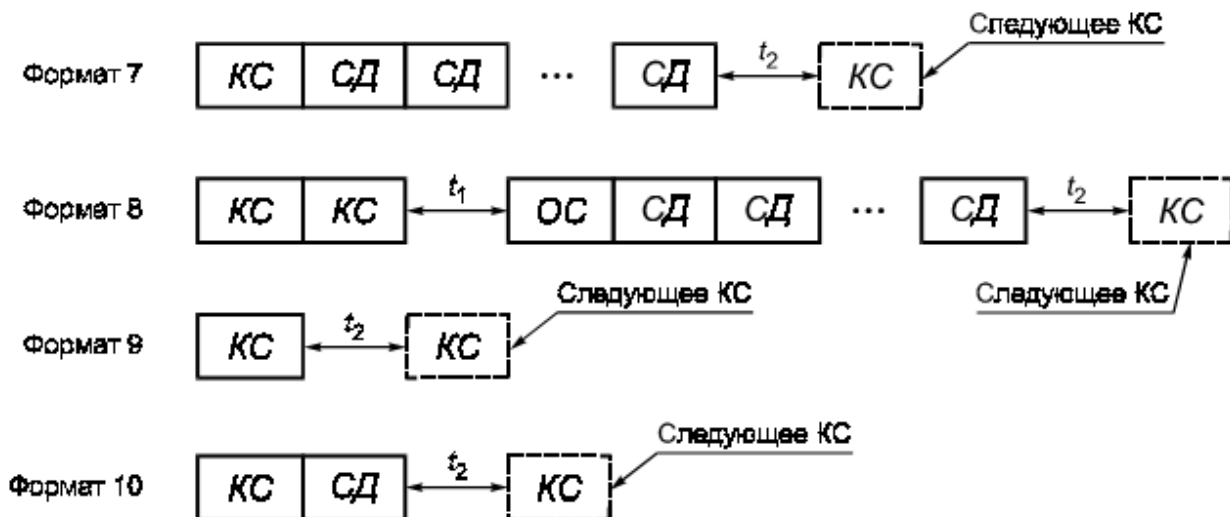 Следующее КС
Формат 7 КС СД СД ... СД t2 КС
Формат 8 КС КС t1 ОС СД СД ... СД t2 КС
Следующее КС Следующее КС
Формат 9 КС t2 КС
Следующее КС
Формат 10 КС СД t2 КС